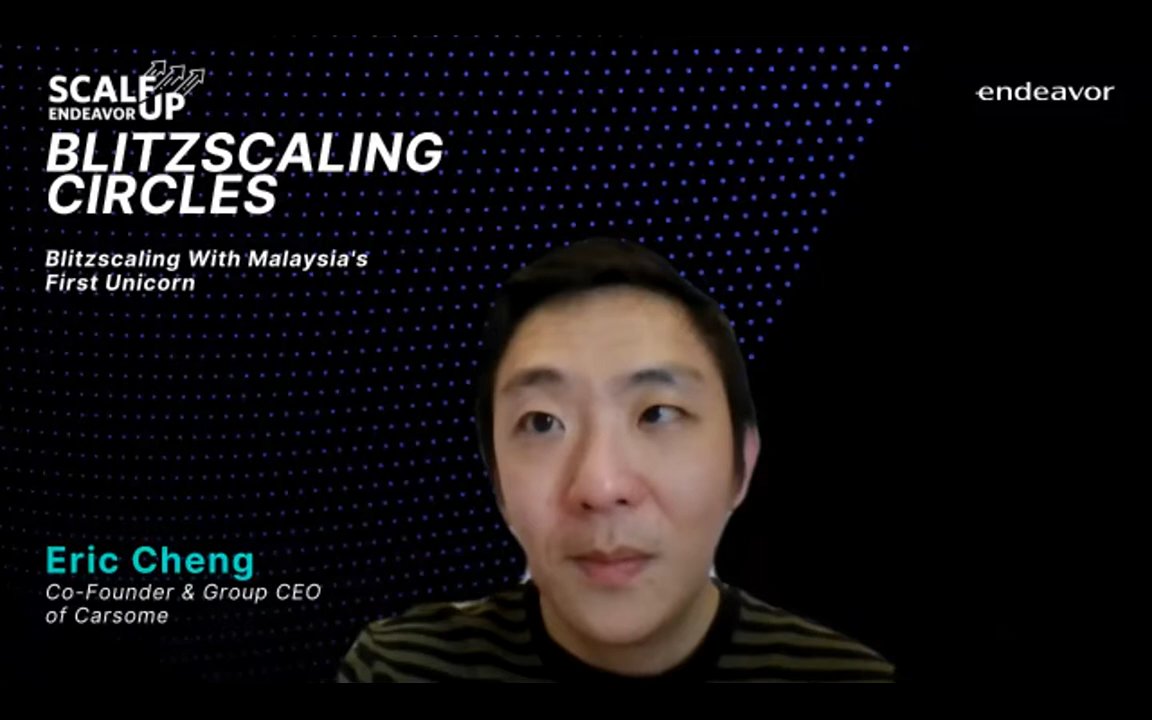 SCALE UP
ENDEAVOR
endeavor
BLITZSCALING
CIRCLES
Blitzscaling With Malaysia's
First Unicorn
Eric Cheng
Co-Founder & Group CEO
of Carsome